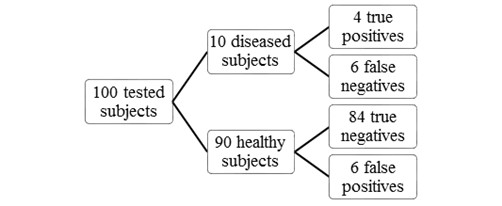 100 tested
subjects
10 diseased
subjects
4 true
positives
6 false
negatives
90 healthy
subjects
84 true
negatives
6 false
positives